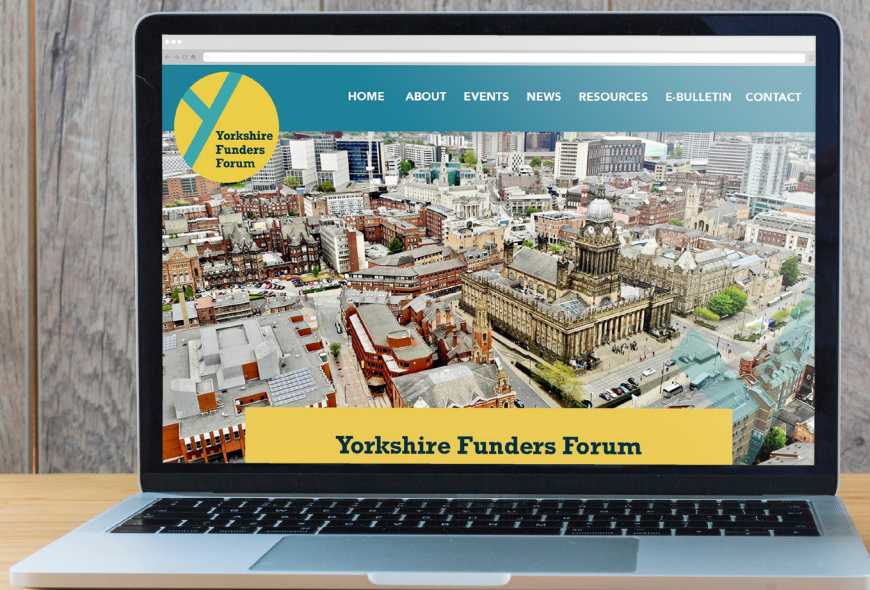 HOME ABOUT EVENTS NEWS RESOURCES E-BULLETIN CONTACT
Yorkshire
Funders
Forum
Yorkshire Funders Forum